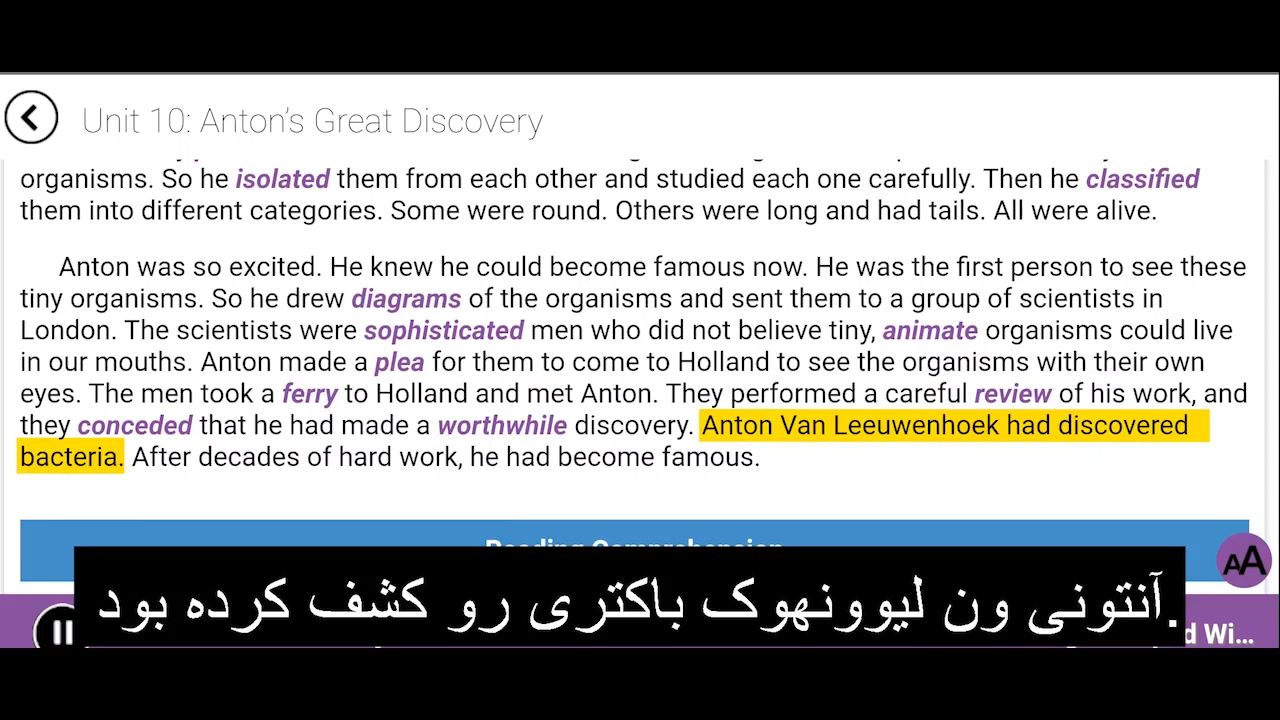 Unit 10: Anton's Great Discovery
organisms. So he isolated them from each other and studied each one carefully. Then he classified
them into different categories. Some were round. Others were long and had tails. All were alive.
Anton was so excited. He knew he could become famous now. He was the first person to see these
tiny organisms. So he drew diagrams of the organisms and sent them to a group of scientists in
London. The scientists were sophisticated men who did not believe tiny, animate organisms could live
in our mouths. Anton made a plea for them to come to Holland to see the organisms with their own
eyes. The men took a ferry to Holland and met Anton. They performed a careful review of his work, and
they conceded that he had made a worthwhile discovery. Anton Van Leeuwenhoek had discovered
bacteria. After decades of hard work, he had become famous.
Reading Comprehension
AA
آنتونی ون لیوونهوک باکتری رو کشف کرده بود.
Wi...